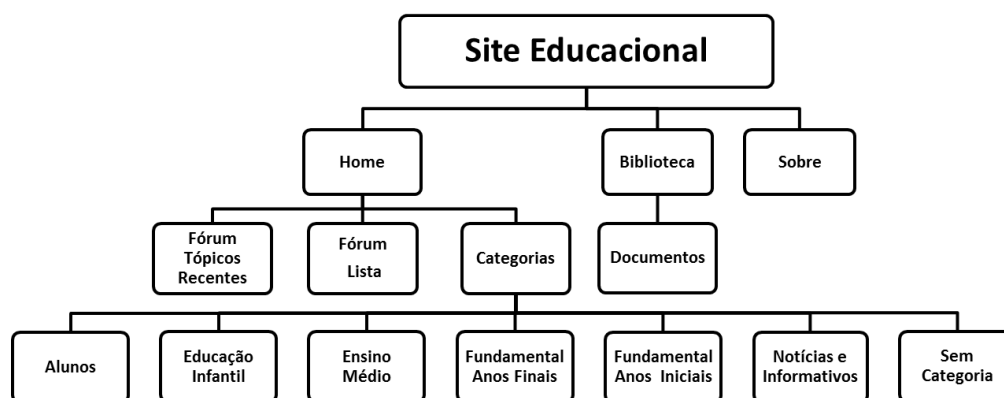 Site Educacional
Home
Biblioteca
Sobre
Fórum
Tópicos
Recentes
Fórum
Lista
Categorias
Documentos
Alunos
Educação
Infantil
Ensino
Médio
Fundamental
Anos Finais
Fundamental
Anos Iniciais
Notícias e
Informativos
Sem
Categoria